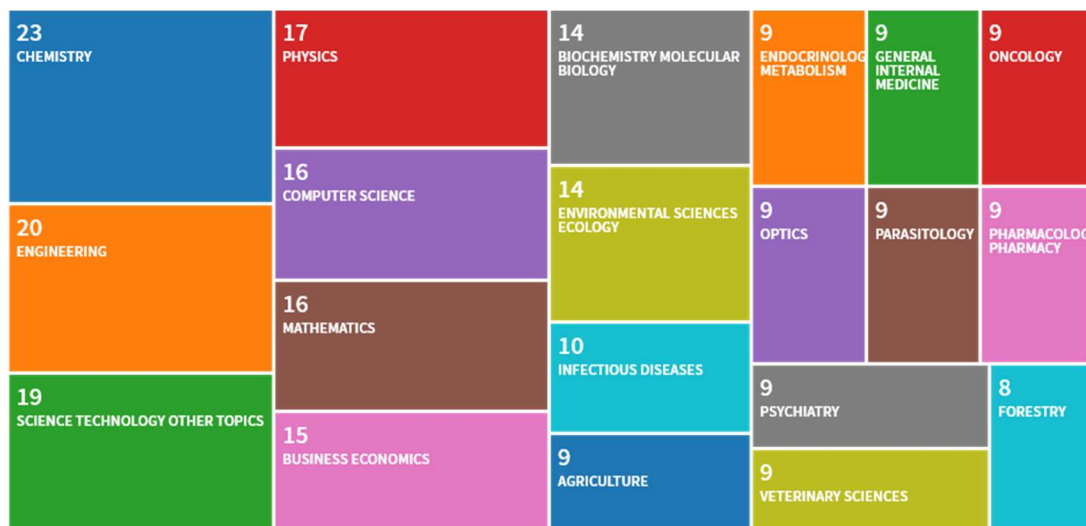 23
CHEMISTRY
20
ENGINEERING
19
SCIENCE TECHNOLOGY OTHER TOPICS
17
PHYSICS
16
COMPUTER SCIENCE
16
MATHEMATICS
15
BUSINESS ECONOMICS
14
BIOCHEMISTRY MOLECULAR
BIOLOGY
14
ENVIRONMENTAL SCIENCES
ECOLOGY
10
INFECTIOUS DISEASES
9
AGRICULTURE
9
ENDOCRINOLOG
METABOLISM
9
GENERAL
INTERNAL
MEDICINE
9
ONCOLOGY
9
OPTICS
9
PARASITOLOGY
9
PHARMACOLOG
PHARMACY
9
PSYCHIATRY
9
VETERINARY SCIENCES
8
FORESTRY